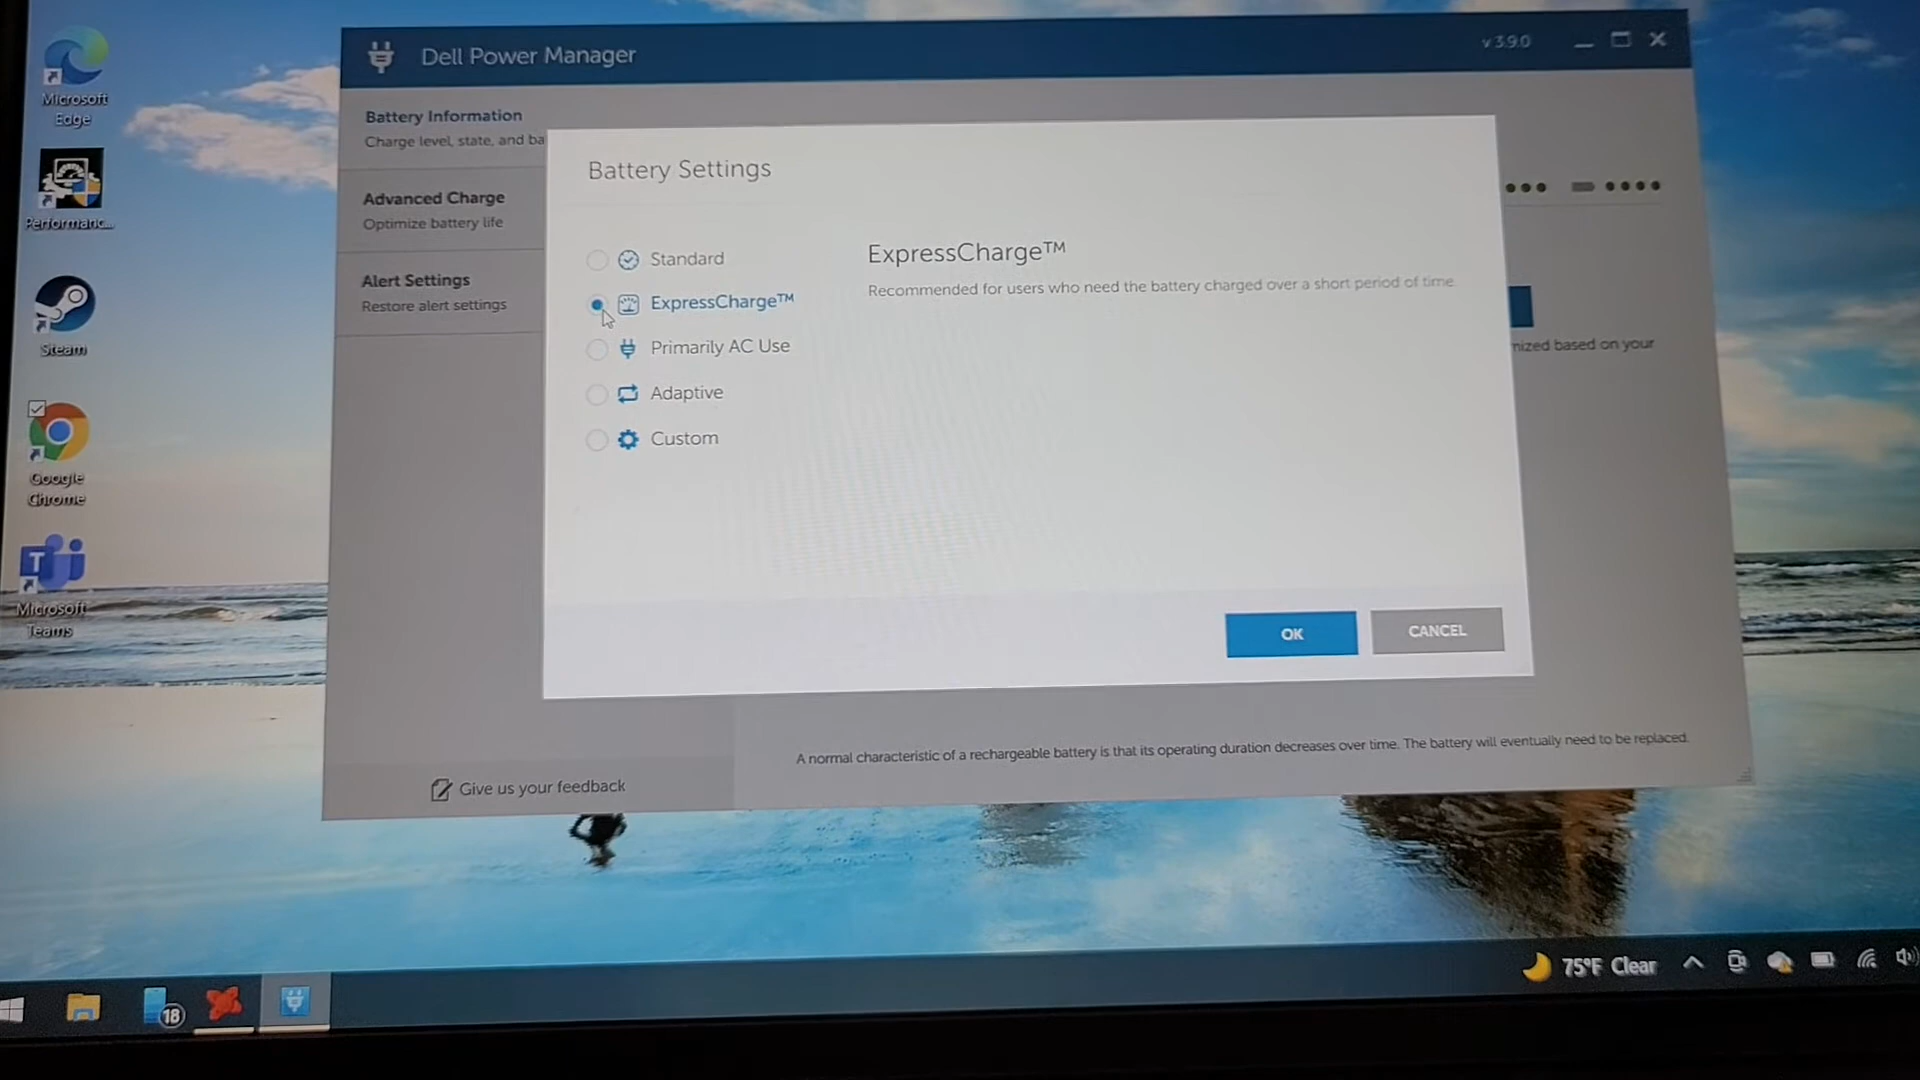 Microsoft
Edge
Performanc...
Steam
Google
Chrome
Microsoft
Teams
Dell Power Manager
v 3.9.0
Battery Information
Charge level, state, and ba
Advanced Charge
Optimize battery life
Alert Settings
Restore alert settings
Battery Settings
Standard
ExpressCharge™
Primarily AC Use
Adaptive
Custom
ExpressCharge™
Recommended for users who need the battery charged over a short period of time
mized based on your
OK
CANCEL
A normal characteristic of a rechargeable battery is that its operating duration decreases over time. The battery will eventually need to be replaced.
Give us your feedback
18
75°F Clear